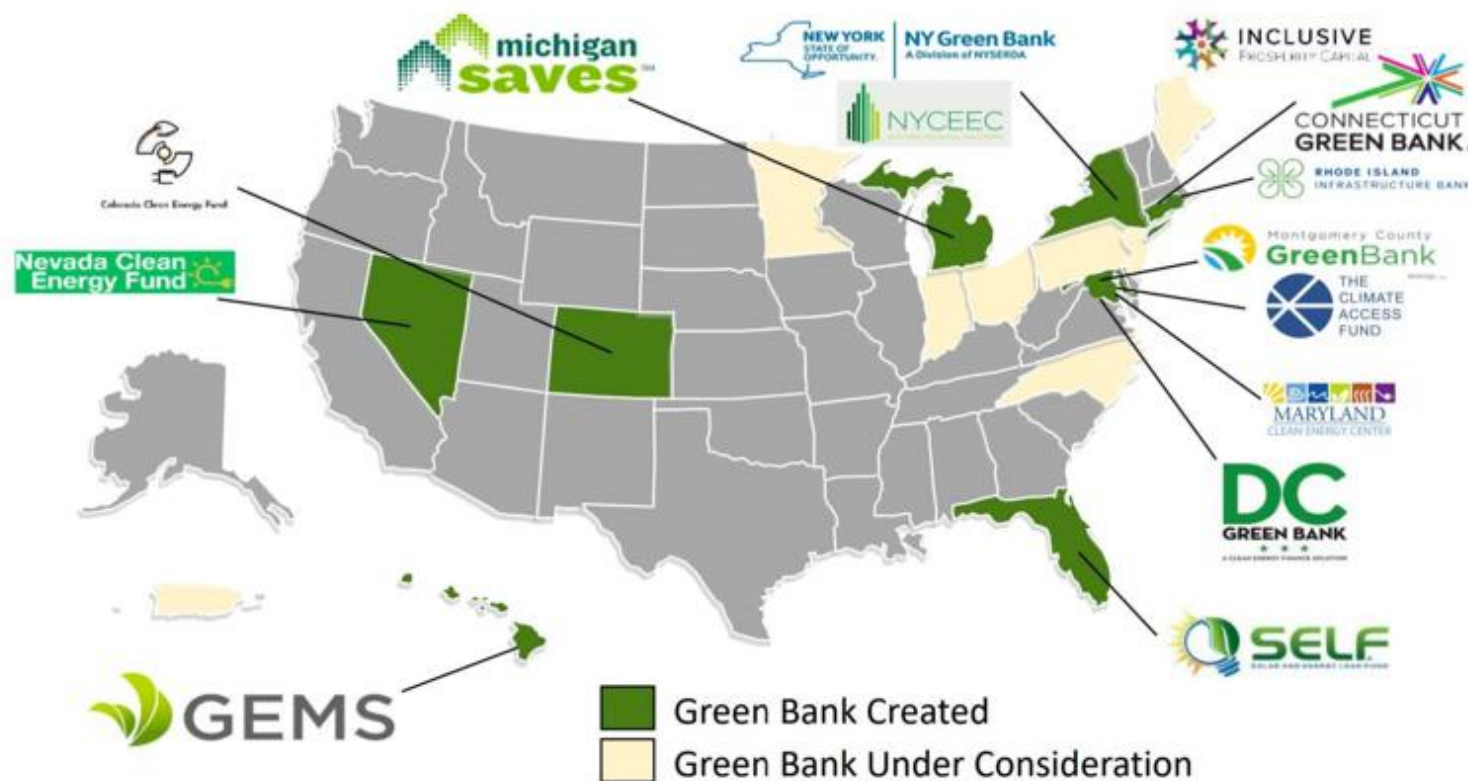 michigan
saves
NEW YORK
STATE OF
OPPORTUNITY.
NY Green Bank
A Division of NYSERDA
NYCEEC
INCLUSIVE
PROSPERITY CAPITAL
CONNECTICUT
GREEN BANK
RHODE ISLAND
INFRASTRUCTURE BANK
Colorado Clean Energy Fund
Nevada Clean
Energy Fund
Montgomery County
GreenBank
THE
CLIMATE
ACCESS
FUND
MARYLAND
CLEAN ENERGY CENTER
DC
GREEN BANK
A CLEAN ENERGY FINANCE SOLUTION
SELF
SOLAR AND ENERGY LOAN FUND
GEMS
Green Bank Created
Green Bank Under Consideration